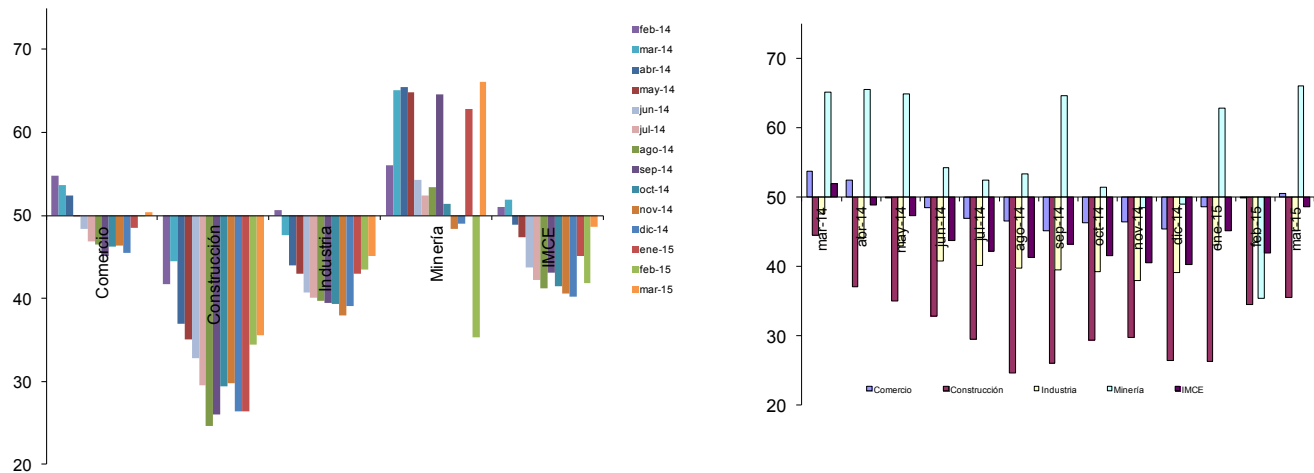 70
60
50
40
30
20
Comercio
Construcción
Industria
Minería
IMCE
feb-14
mar-14
abr-14
may-14
jun-14
jul-14
ago-14
sep-14
oct-14
nov-14
dic-14
ene-15
feb-15
mar-15
70
60
50
40
30
20
mar-14
abr-14
may-14
jun-14
jul-14
ago-14
sep-14
oct-14
nov-14
dic-14
ene-15
feb-15
mar-15
Comercio Construcción Industria Minería IMCE